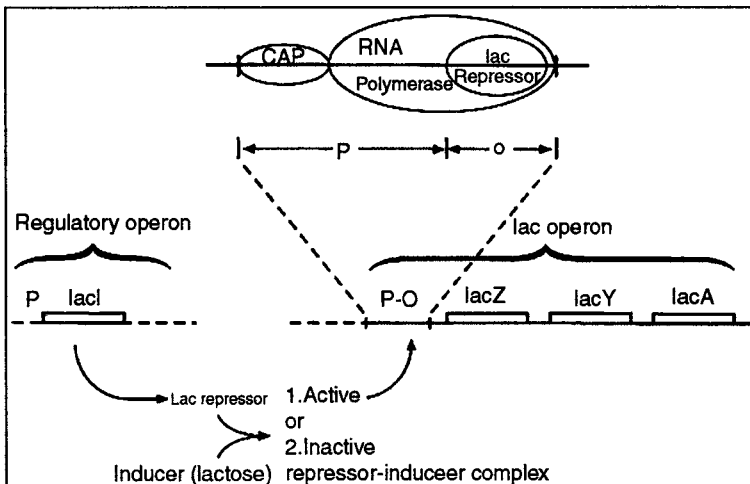 CAP
RNA
Polymerase
lac
Repressor
P
O
Regulatory operon
lac operon
P
lacI
P-O
lacZ
lacY
lacA
Lac repressor
1.Active
or
2.Inactive
Inducer (lactose)
repressor-induceer complex